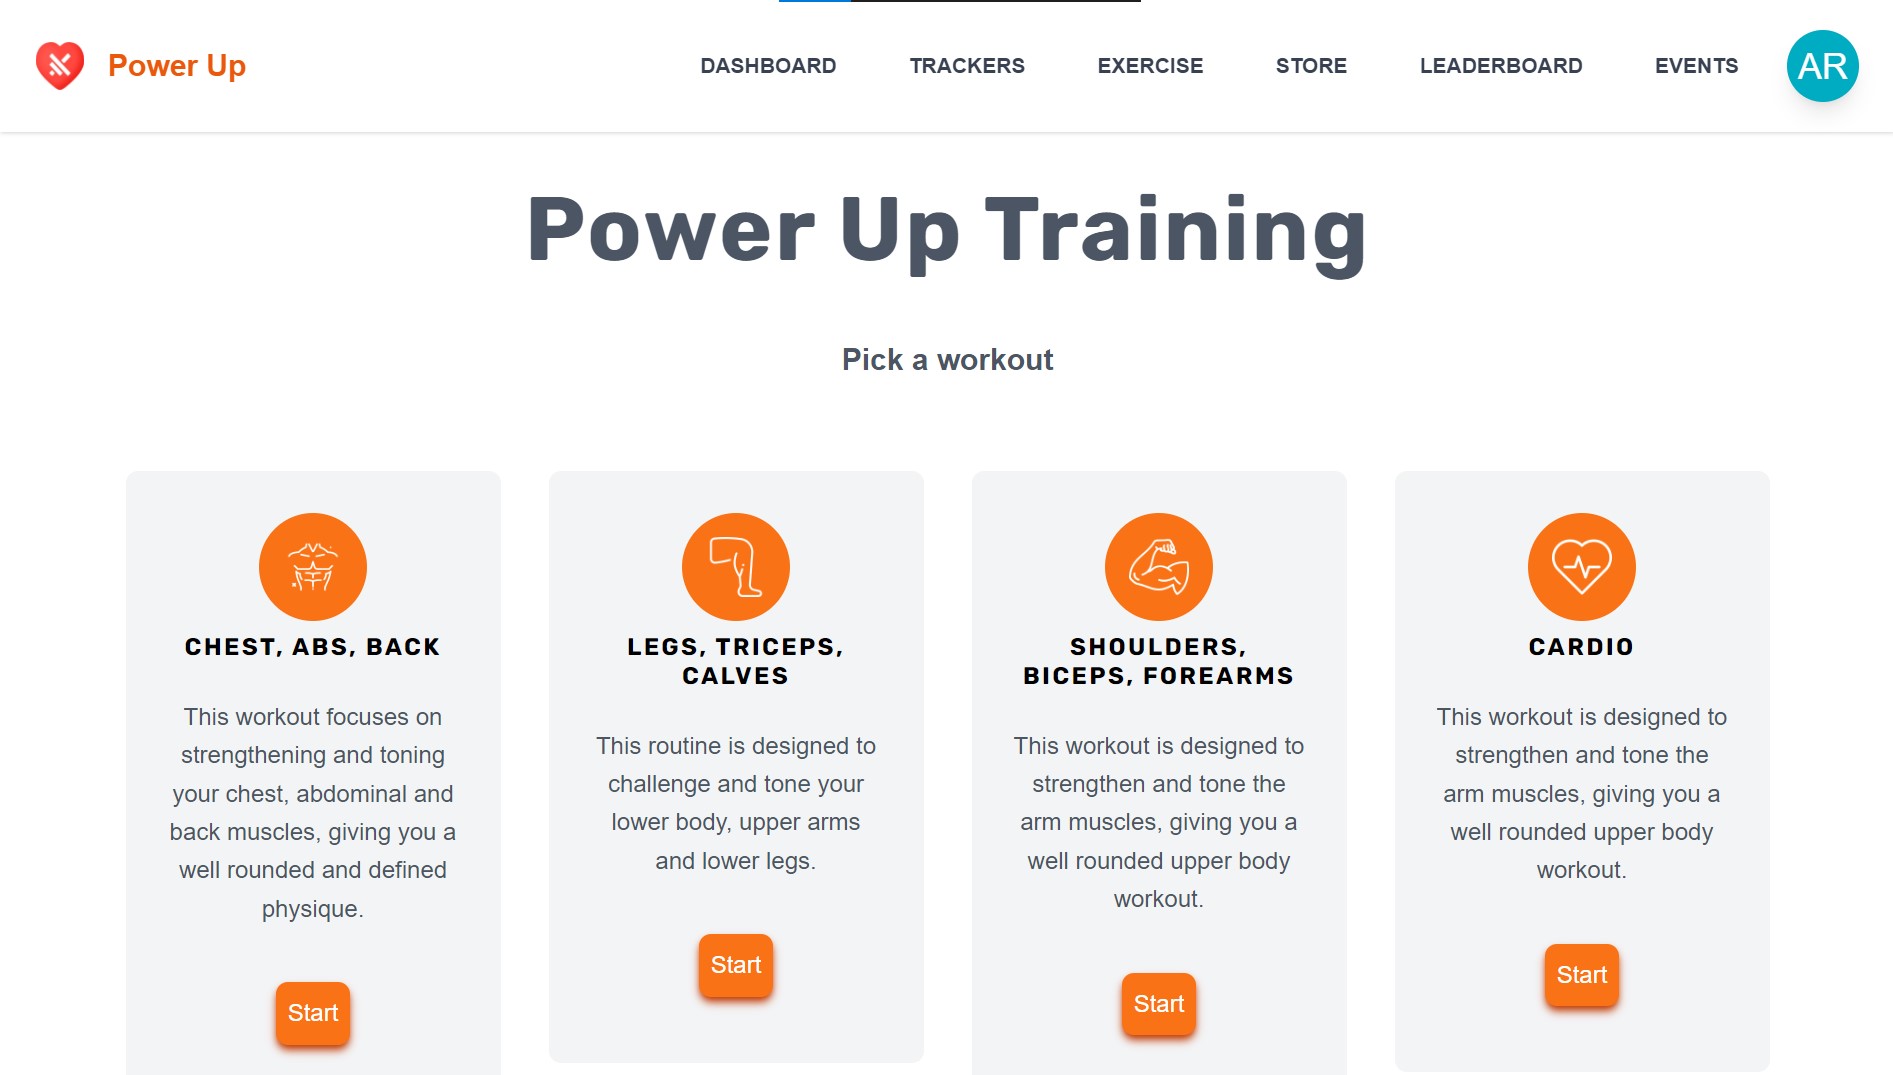 Power Up
DASHBOARD
TRACKERS
EXERCISE
STORE
LEADERBOARD
EVENTS
AR
Power Up Training
Pick a workout
CHEST, ABS, BACK
This workout focuses on
strengthening and toning
your chest, abdominal and
back muscles, giving you a
well rounded and defined
physique.
Start
LEGS, TRICEPS,
CALVES
This routine is designed to
challenge and tone your
lower body, upper arms
and lower legs.
Start
SHOULDERS,
BICEPS, FOREARMS
This workout is designed to
strengthen and tone the
arm muscles, giving you a
well rounded upper body
workout.
Start
CARDIO
This workout is designed to
strengthen and tone the
arm muscles, giving you a
well rounded upper body
workout.
Start